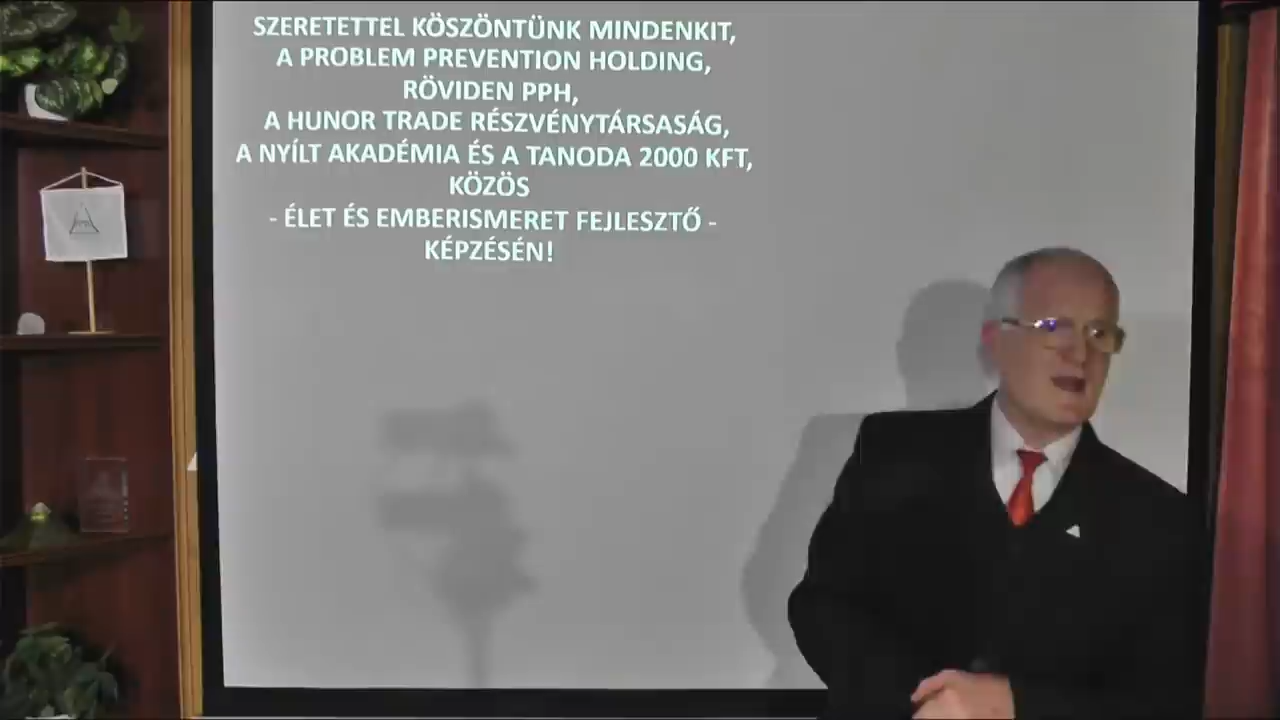 SZERETETTEL KÖSZÖNTÜNK MINDENKIT,
A PROBLEM PREVENTION HOLDING,
RÖVIDEN PPH,
A HUNOR TRADE RÉSZVÉNYTÁRSASÁG,
A NYÍLT AKADÉMIA ÉS A TANODA 2000 KFT,
KÖZÖS
- ÉLET ÉS EMBERISMERET FEJLESZTŐ -
KÉPZÉSÉN!